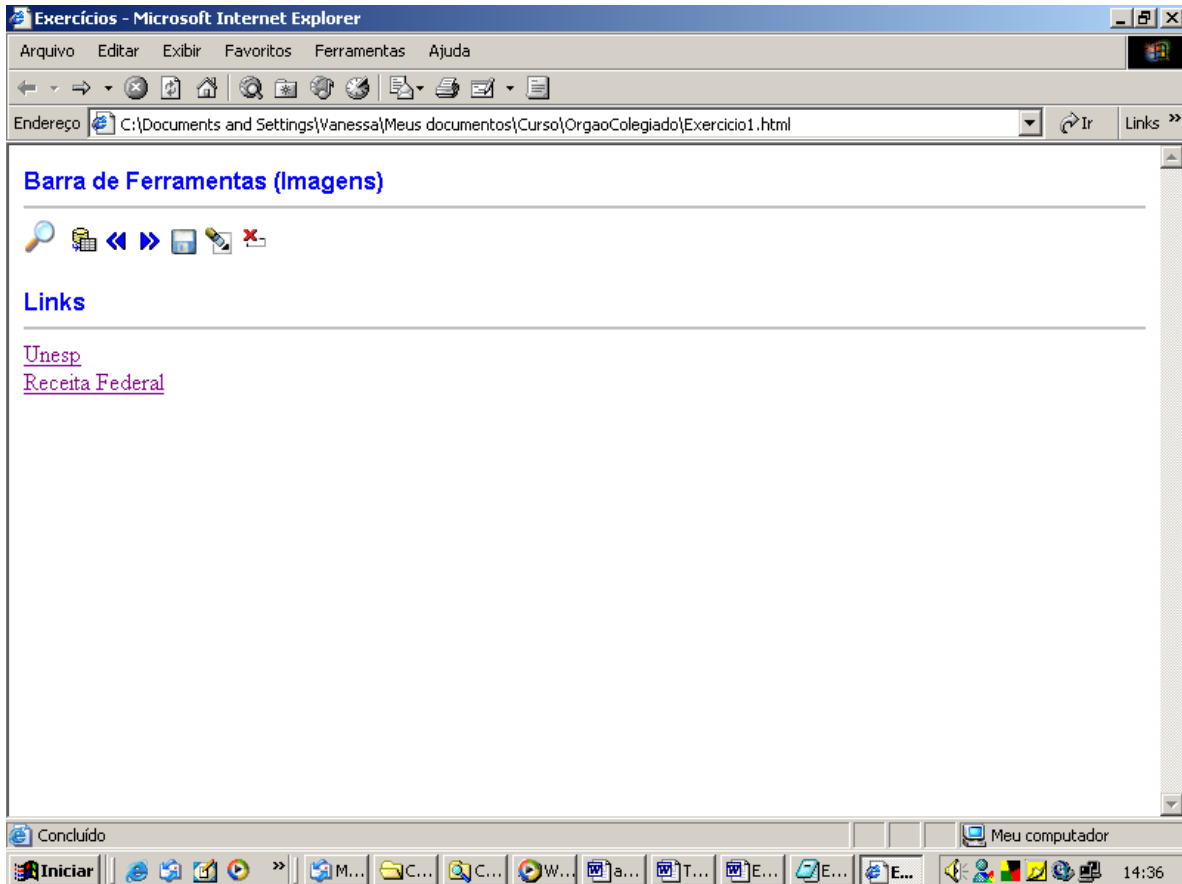 Exercícios - Microsoft Internet Explorer
Arquivo Editar Exibir Favoritos Ferramentas Ajuda
Endereço C:\Documents and Settings\Vanessa\Meus documentos\Curso\OrgaoColegiado\Exercicio1.html Ir Links »
Barra de Ferramentas (Imagens)
Links
Unesp
Receita Federal
Concluído Meu computador
Iniciar » M... C... C... W... a... T... E... E... E... 14:36